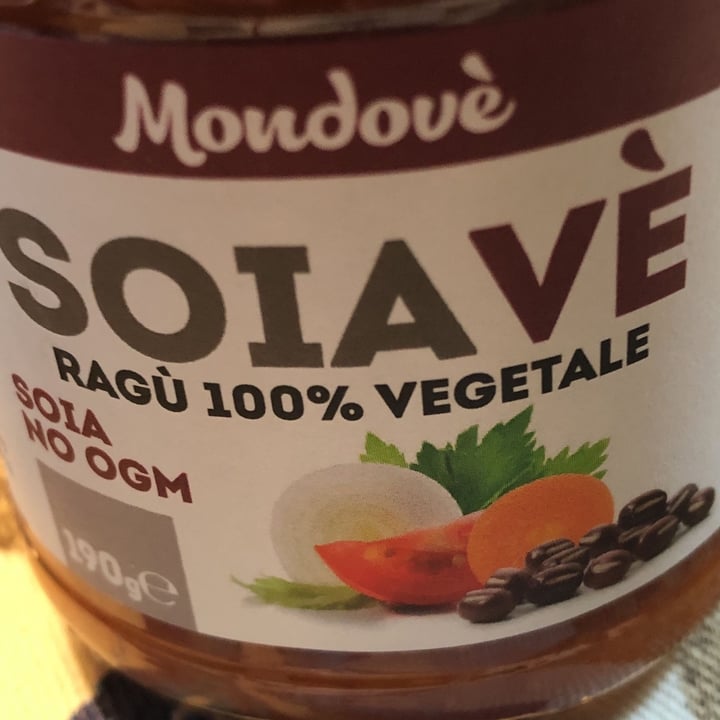 Mondovè
SOIAVÈ
RAGÙ 100% VEGETALE
SOIA
NO OGM
190g e